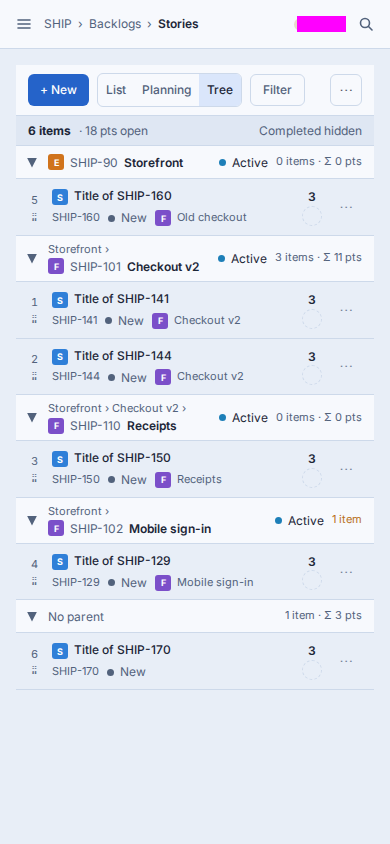 SHIP › Backlogs › Stories
+ New List Planning Tree Filter ...
6 items · 18 pts open Completed hidden
▼ E SHIP-90 Storefront Active 0 items · Σ 0 pts
5 S Title of SHIP-160 3 ...
SHIP-160 New F Old checkout
Storefront ›
▼ F SHIP-101 Checkout v2 Active 3 items · Σ 11 pts
1 S Title of SHIP-141 3 ...
SHIP-141 New F Checkout v2
2 S Title of SHIP-144 3 ...
SHIP-144 New F Checkout v2
Storefront › Checkout v2 ›
▼ F SHIP-110 Receipts Active 0 items · Σ 0 pts
3 S Title of SHIP-150 3 ...
SHIP-150 New F Receipts
Storefront ›
▼ F SHIP-102 Mobile sign-in Active 1 item
4 S Title of SHIP-129 3 ...
SHIP-129 New F Mobile sign-in
▼ No parent 1 item · Σ 3 pts
6 S Title of SHIP-170 3 ...
SHIP-170 New